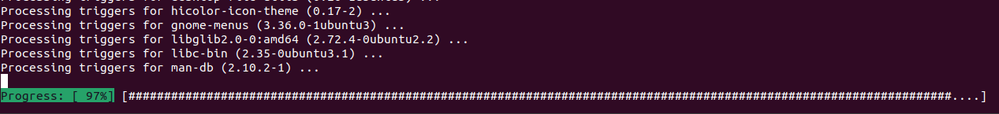 Processing triggers for hicolor-icon-theme (0.17-2) ...
Processing triggers for gnome-menus (3.36.0-1ubuntu3) ...
Processing triggers for libglib2.0-0:amd64 (2.72.4-0ubuntu2.2) ...
Processing triggers for libc-bin (2.35-0ubuntu3.1) ...
Processing triggers for man-db (2.10.2-1) ...
Progress: [ 97%] [####################################################################################################################....]